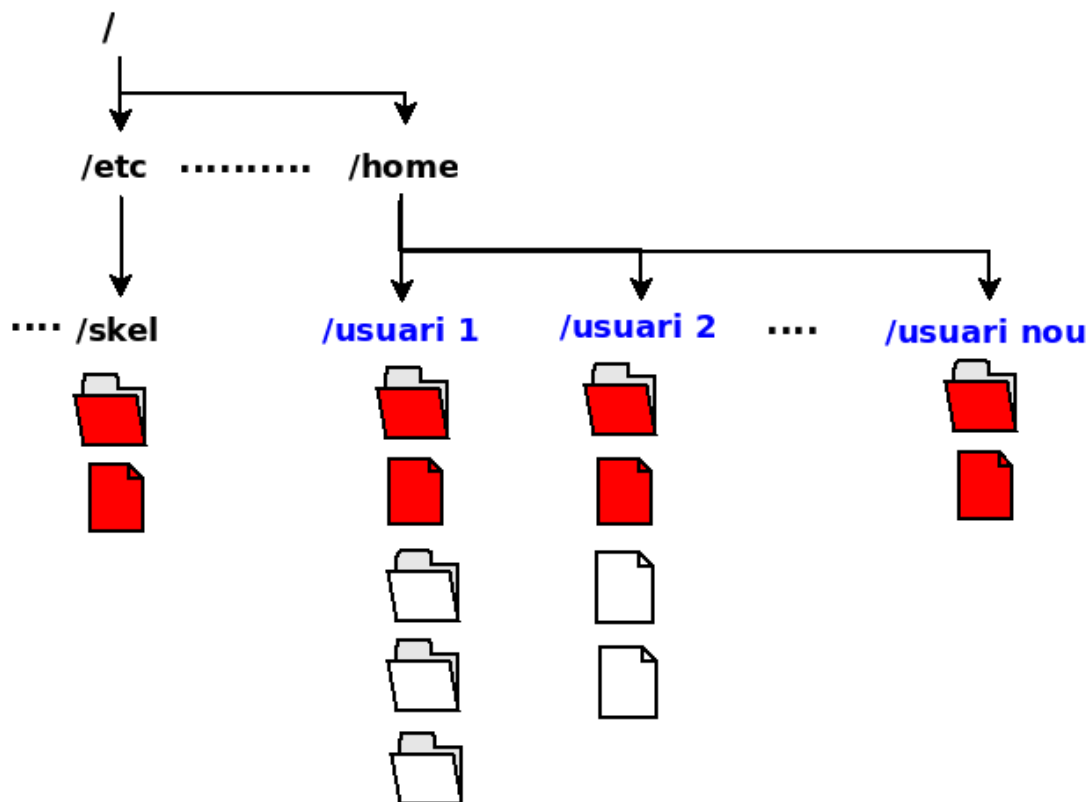 /
/etc .......... /home
.... /skel /usuari 1 /usuari 2 .... /usuari nou